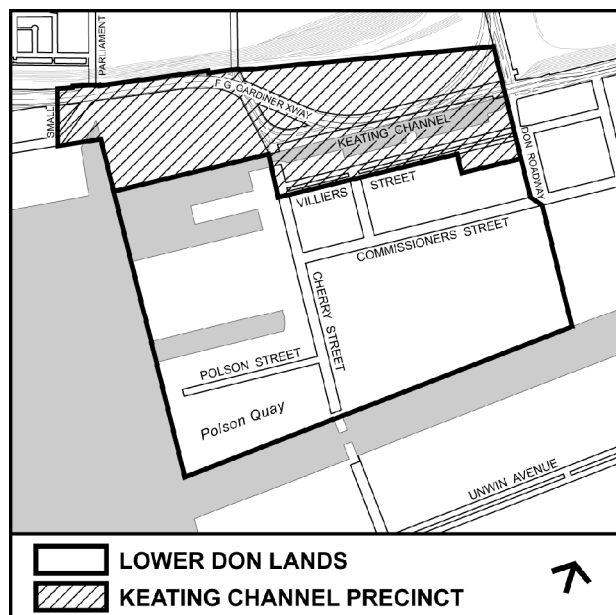 PARLIAMENT
SMALL
F G GARDINER XWAY
KEATING CHANNEL
DON ROADWAY
VILLIERS STREET
COMMISSIONERS STREET
CHERRY STREET
POLSON STREET
Polson Quay
UNWIN AVENUE
LOWER DON LANDS
KEATING CHANNEL PRECINCT